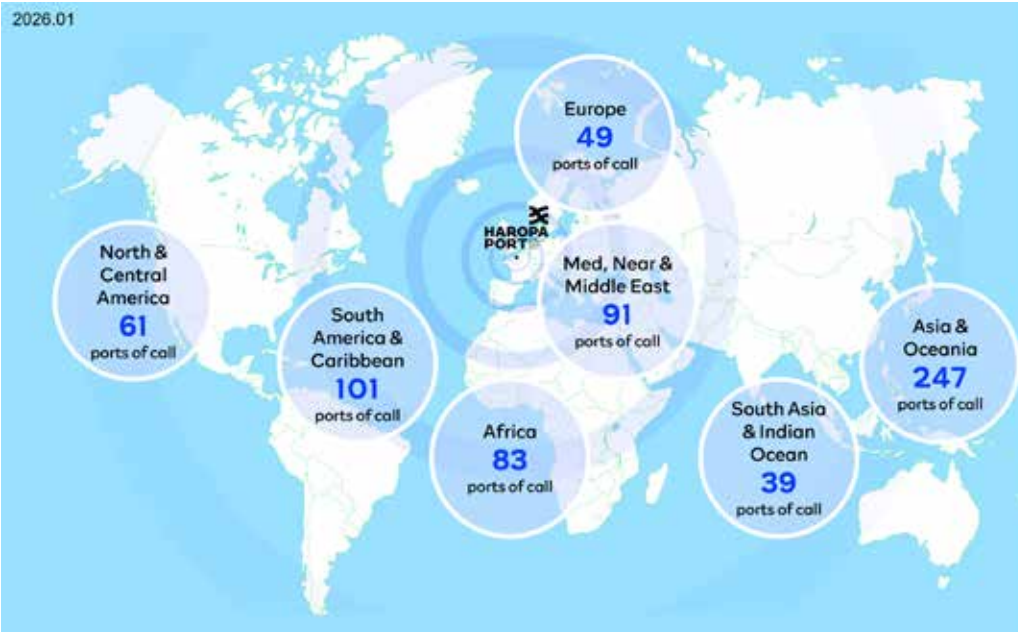 2026.01
Europe
49
ports of call
HAROPA
PORT
North &
Central
America
61
ports of call
Med, Near &
Middle East
91
ports of call
South
America &
Caribbean
101
ports of call
Asia &
Oceania
247
ports of call
Africa
83
ports of call
South Asia
& Indian
Ocean
39
ports of call